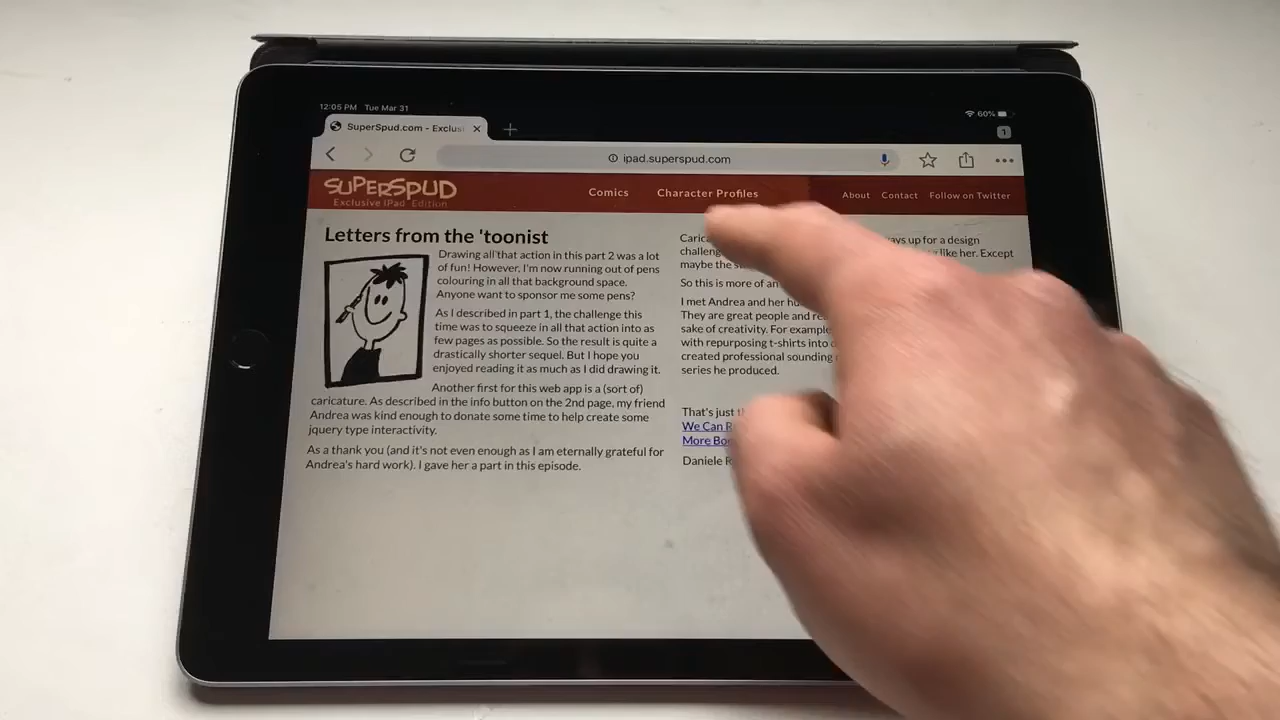 12:05 PM Tue Mar 31
60%
SuperSpud.com - Exclus
1
ipad.superspud.com
SUPERSPUD
Exclusive iPad Edition
Comics
Character Profiles
About
Contact
Follow on Twitter
Letters from the 'toonist
Drawing all that action in this part 2 was a lot
of fun! However, I'm now running out of pens
colouring in all that background space.
Anyone want to sponsor me some pens?
As I described in part 1, the challenge this
time was to squeeze in all that action into as
few pages as possible. So the result is quite a
drastically shorter sequel. But I hope you
enjoyed reading it as much as I did drawing it.
Another first for this web app is a (sort of)
caricature. As described in the info button on the 2nd page, my friend
Andrea was kind enough to donate some time to help create some
jquery type interactivity.
As a thank you (and it's not even enough as I am eternally grateful for
Andrea's hard work). I gave her a part in this episode.
up for a design
like her. Except
maybe the
So this is more of an
I met Andrea and her
They are great people and
sake of creativity. For example,
with repurposing t-shirts into
created professional sounding
series he produced.
That's just
We Can
More
Daniele